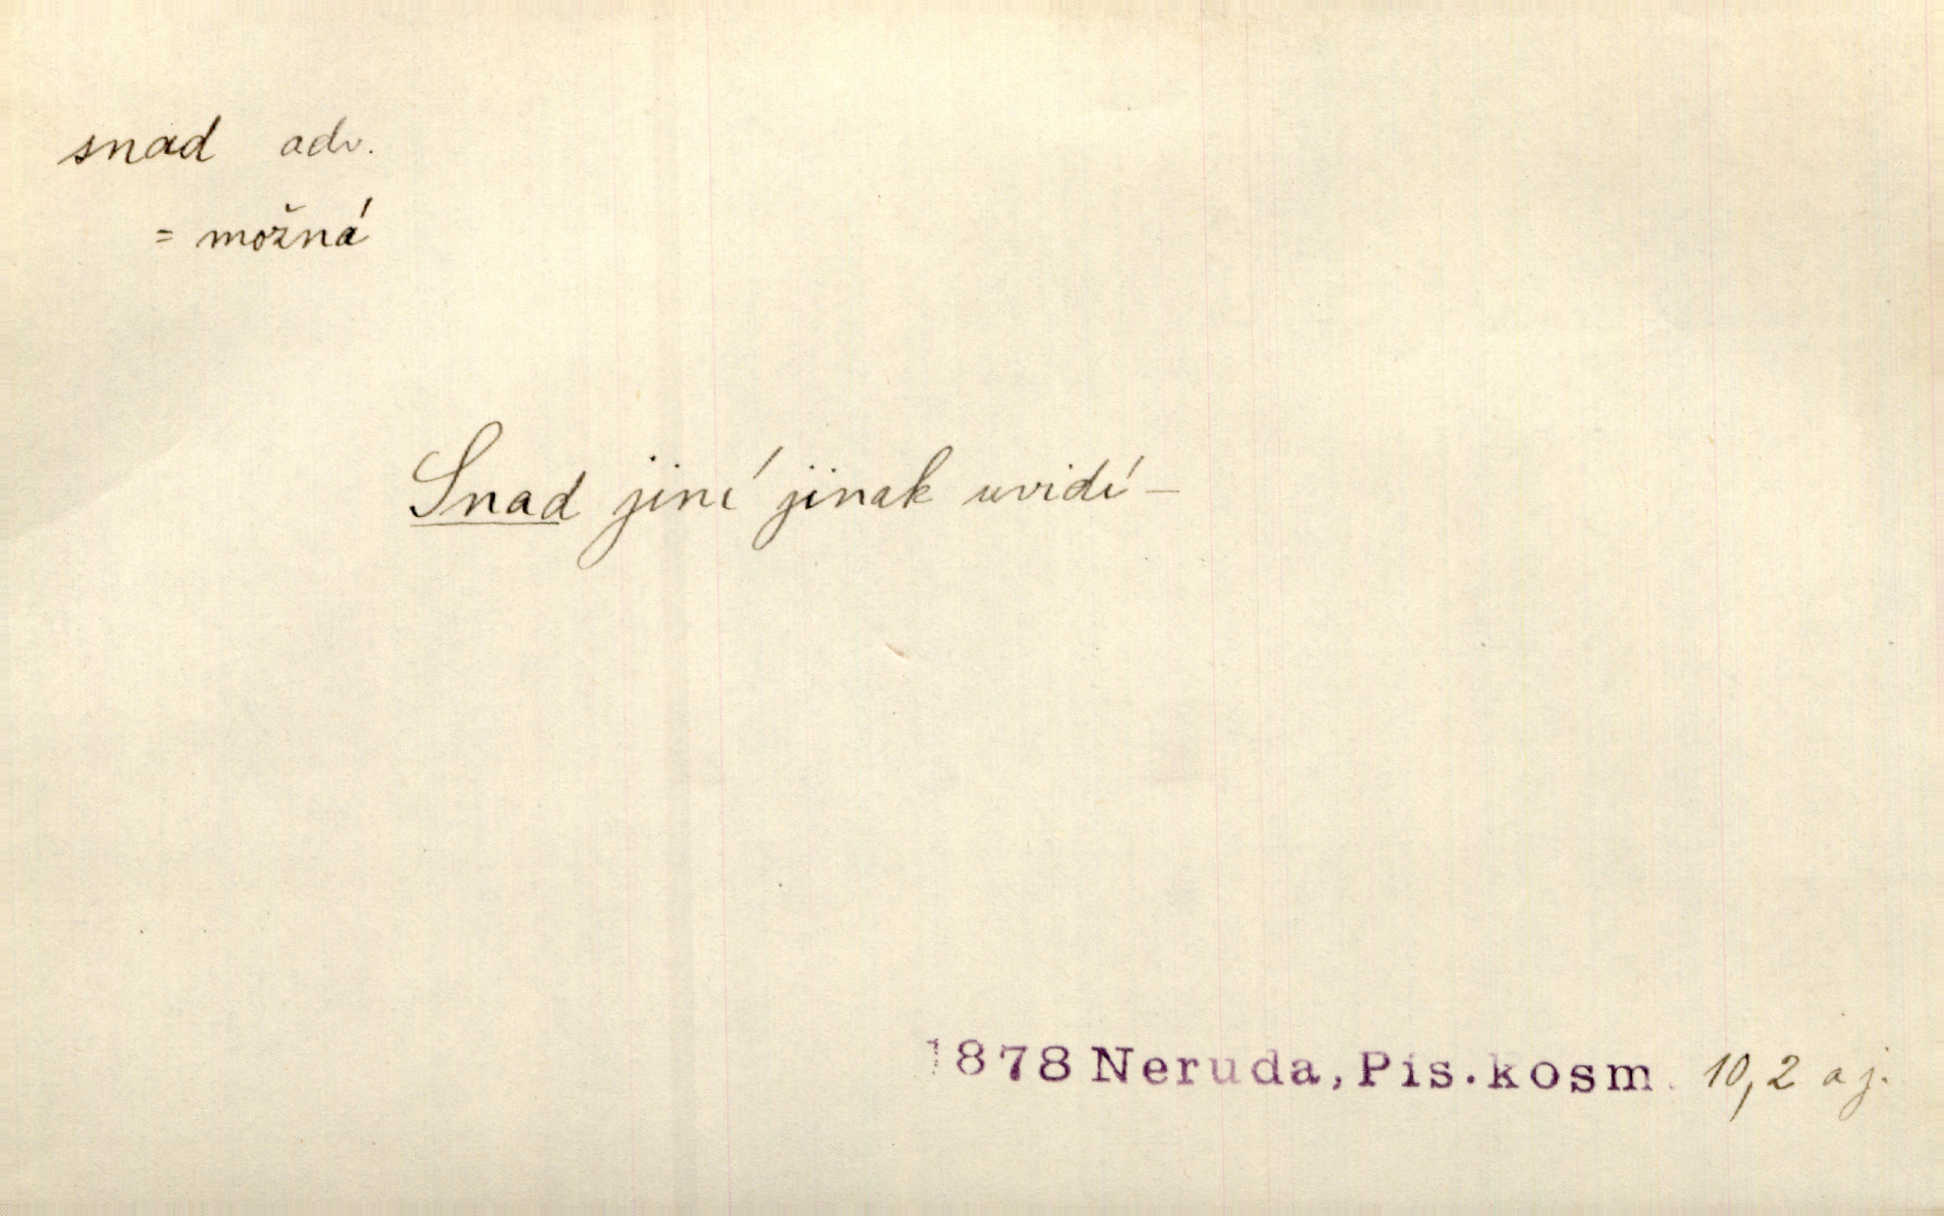 snad adv.
= možná
Snad jiní jinak uvidí –
1878 Neruda, Pís. kosm. 10,2 aj.